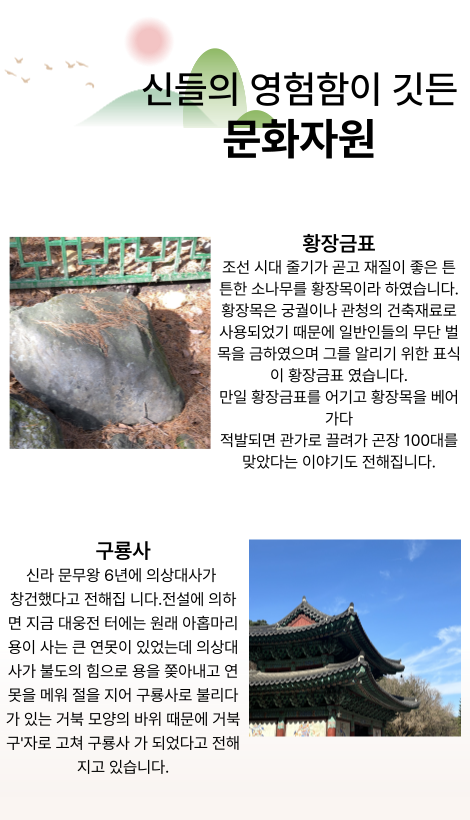 신들의 영험함이 깃든
문화자원
황장금표
조선 시대 줄기가 곧고 재질이 좋은 튼
튼한 소나무를 황장목이라 하였습니다.
황장목은 궁궐이나 관청의 건축재료로
사용되었기 때문에 일반인들의 무단 벌
목을 금하였으며 그를 알리기 위한 표식
이 황장금표 였습니다.
만일 황장금표를 어기고 황장목을 베어
가다
적발되면 관가로 끌려가 곤장 100대를
맞았다는 이야기도 전해집니다.
구룡사
신라 문무왕 6년에 의상대사가
창건했다고 전해집 니다.전설에 의하
면 지금 대웅전 터에는 원래 아홉마리
용이 사는 큰 연못이 있었는데 의상대
사가 불도의 힘으로 용을 쫒아내고 연
못을 메워 절을 지어 구룡사로 불리다
가 있는 거북 모양의 바위 때문에 거북
구'자로 고쳐 구룡사 가 되었다고 전해
지고 있습니다.